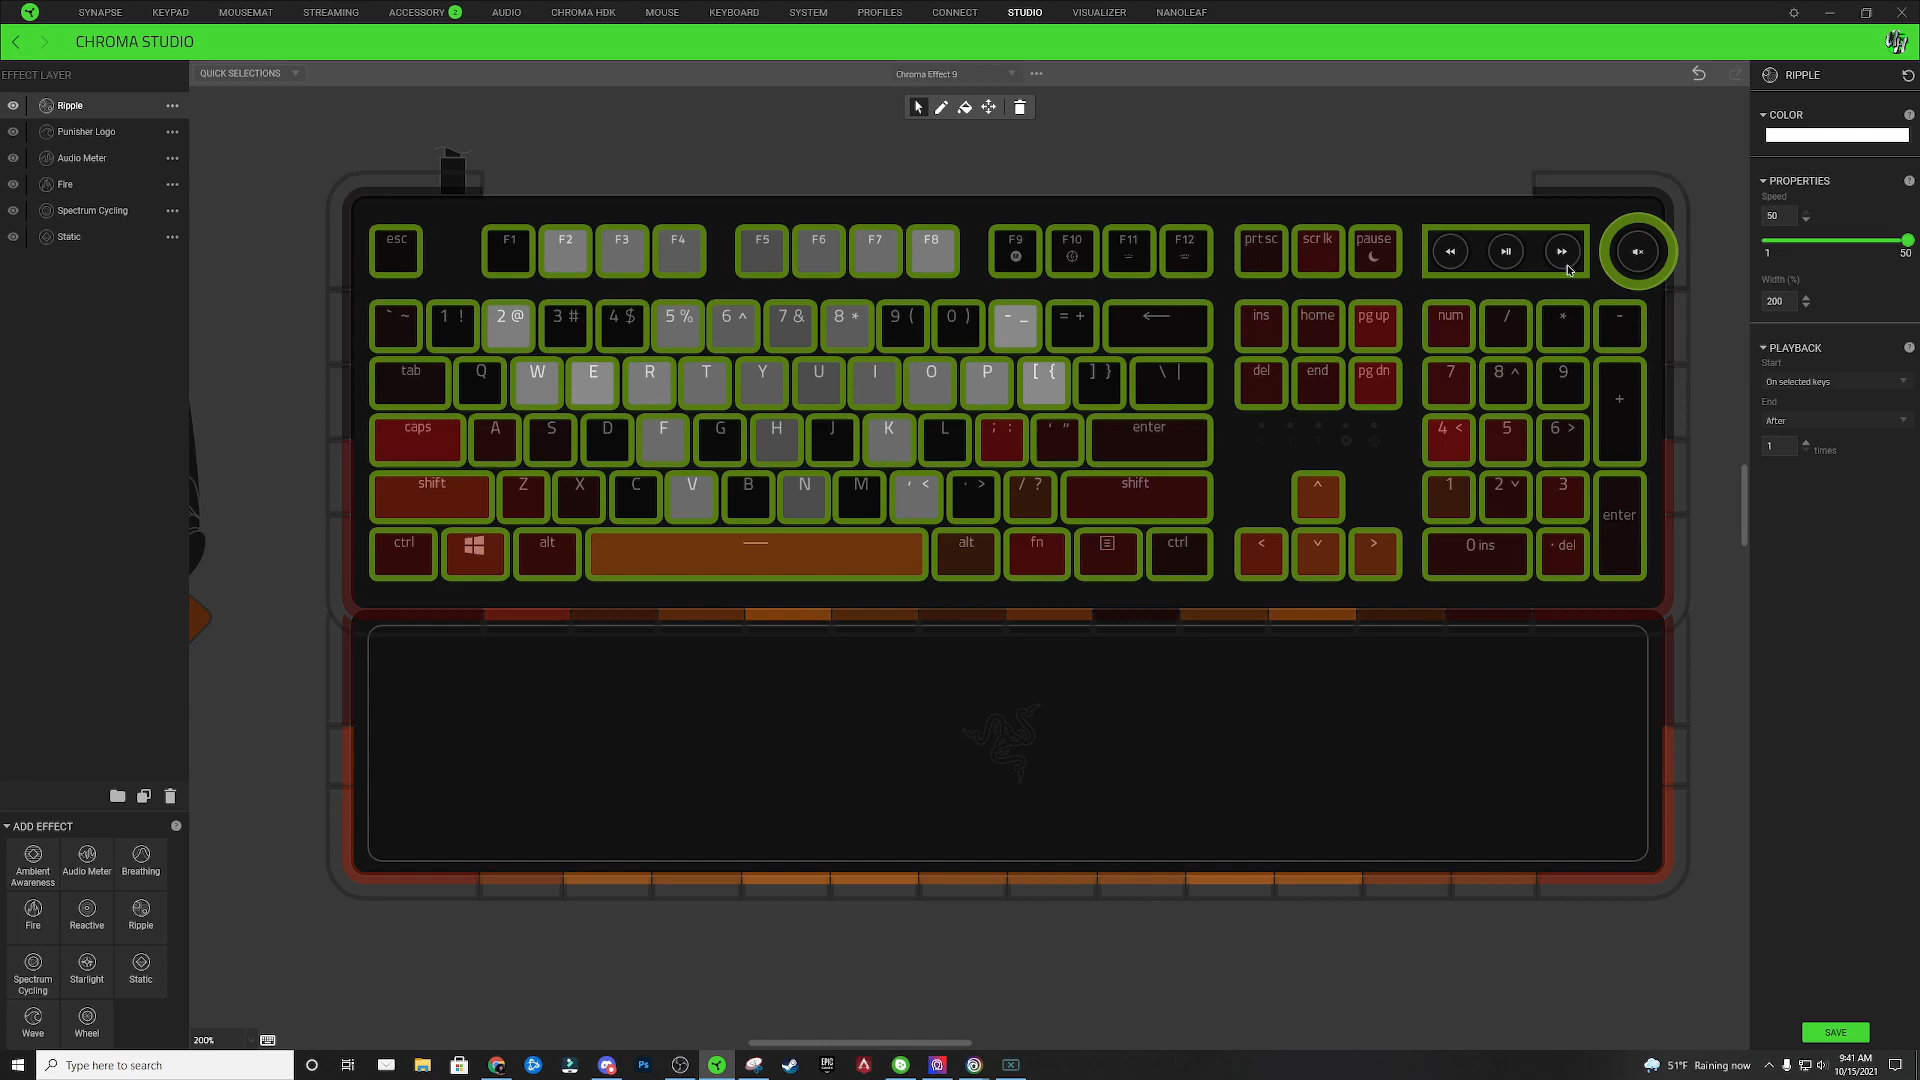 SYNAPSE KEYPAD MOUSEMAT STREAMING ACCESSORY 2 AUDIO CHROMA HDK MOUSE KEYBOARD SYSTEM PROFILES CONNECT STUDIO VISUALIZER NANOLEAF
CHROMA STUDIO
EFFECT LAYER
Ripple
Punisher Logo
Audio Meter
Fire
Spectrum Cycling
Static
ADD EFFECT
Ambient Awareness
Audio Meter
Breathing
Fire
Reactive
Ripple
Spectrum Cycling
Starlight
Static
Wave
Wheel
QUICK SELECTIONS
Chroma Effect 9
esc F1 F2 F3 F4 F5 F6 F7 F8 F9 F10 F11 F12 prt sc scr lk pause
` ~ 1 ! 2 @ 3 # 4 $ 5 % 6 ^ 7 & 8 * 9 ( 0 ) - _ = + ins home pg up num / * -
tab Q W E R T Y U I O P [ { ] } \ | del end pg dn 7 8 ^ 9 +
caps A S D F G H J K L ; : ' " enter 4 < 5 6 >
shift Z X C V B N M , < . > / ? shift ^ 1 2 v 3 enter
ctrl alt alt fn ctrl < v > 0 ins . del
200%
RIPPLE
COLOR
PROPERTIES
Speed
50
1 50
Width (%)
200
PLAYBACK
Start
On selected keys
End
After
1 times
SAVE
Type here to search
Ps
EPIC GAMES
51°F Raining now
9:41 AM
10/15/2021